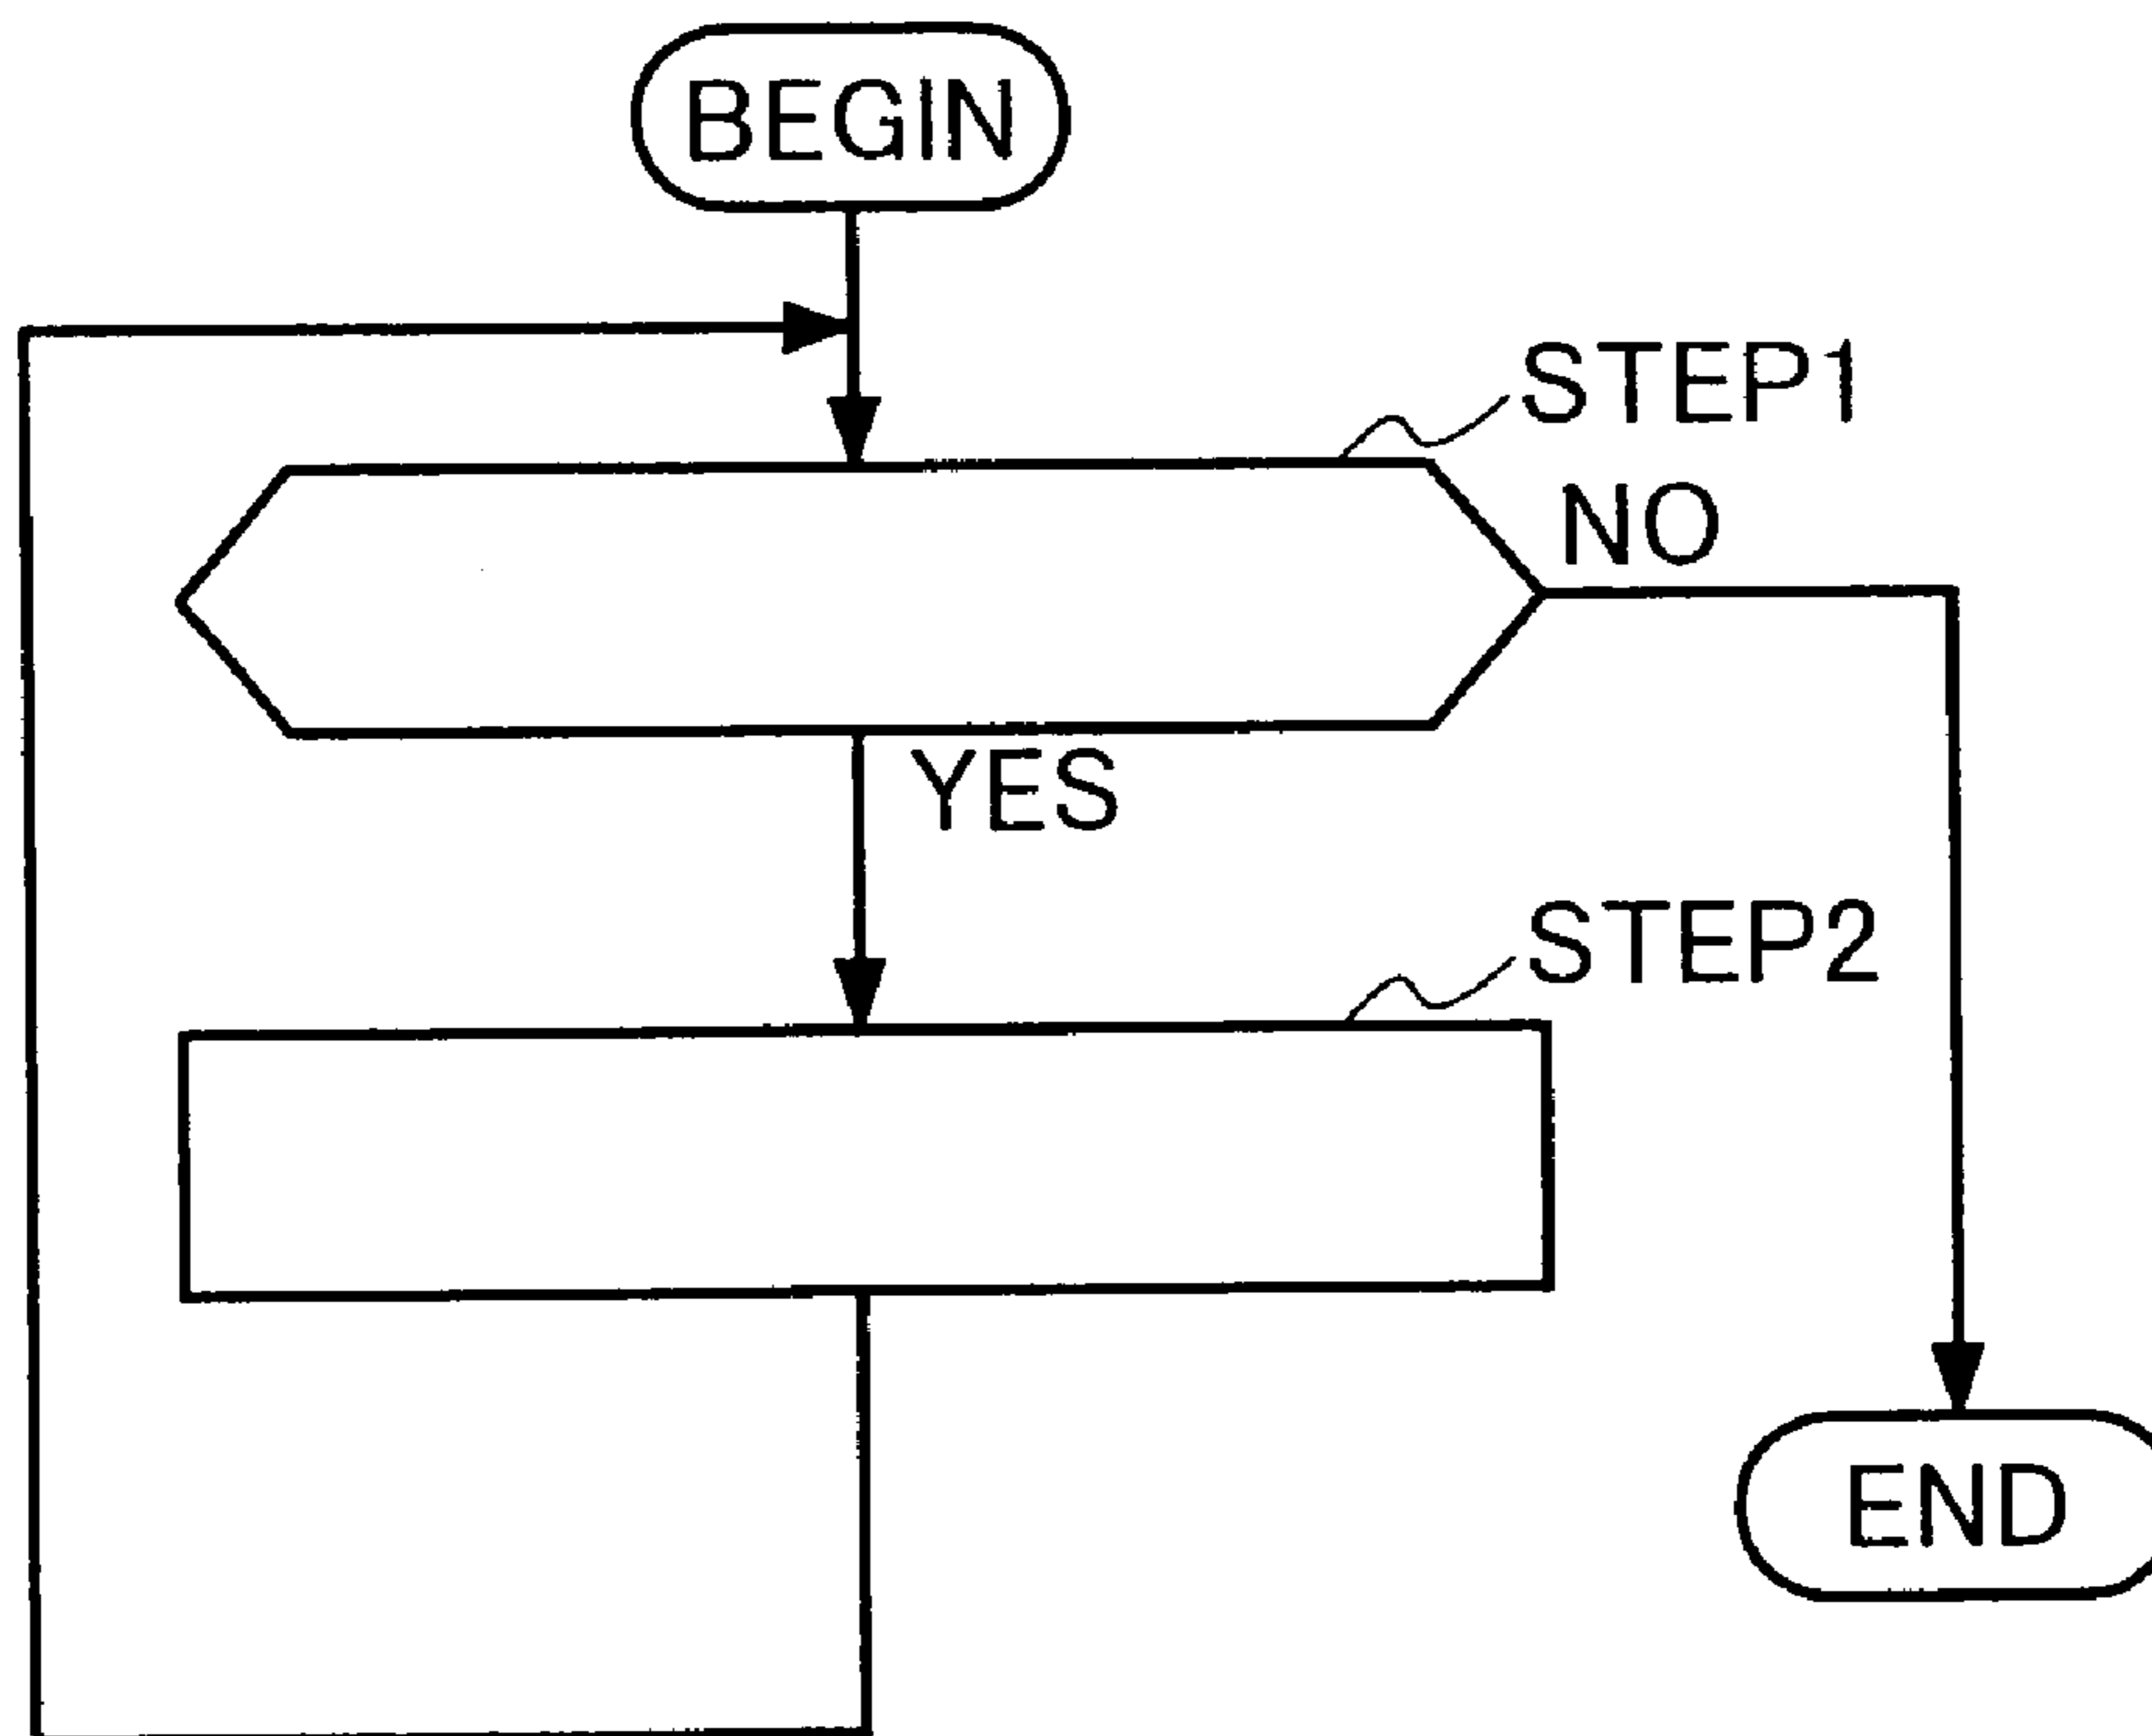 BEGIN
STEP1
NO
YES
STEP2
END